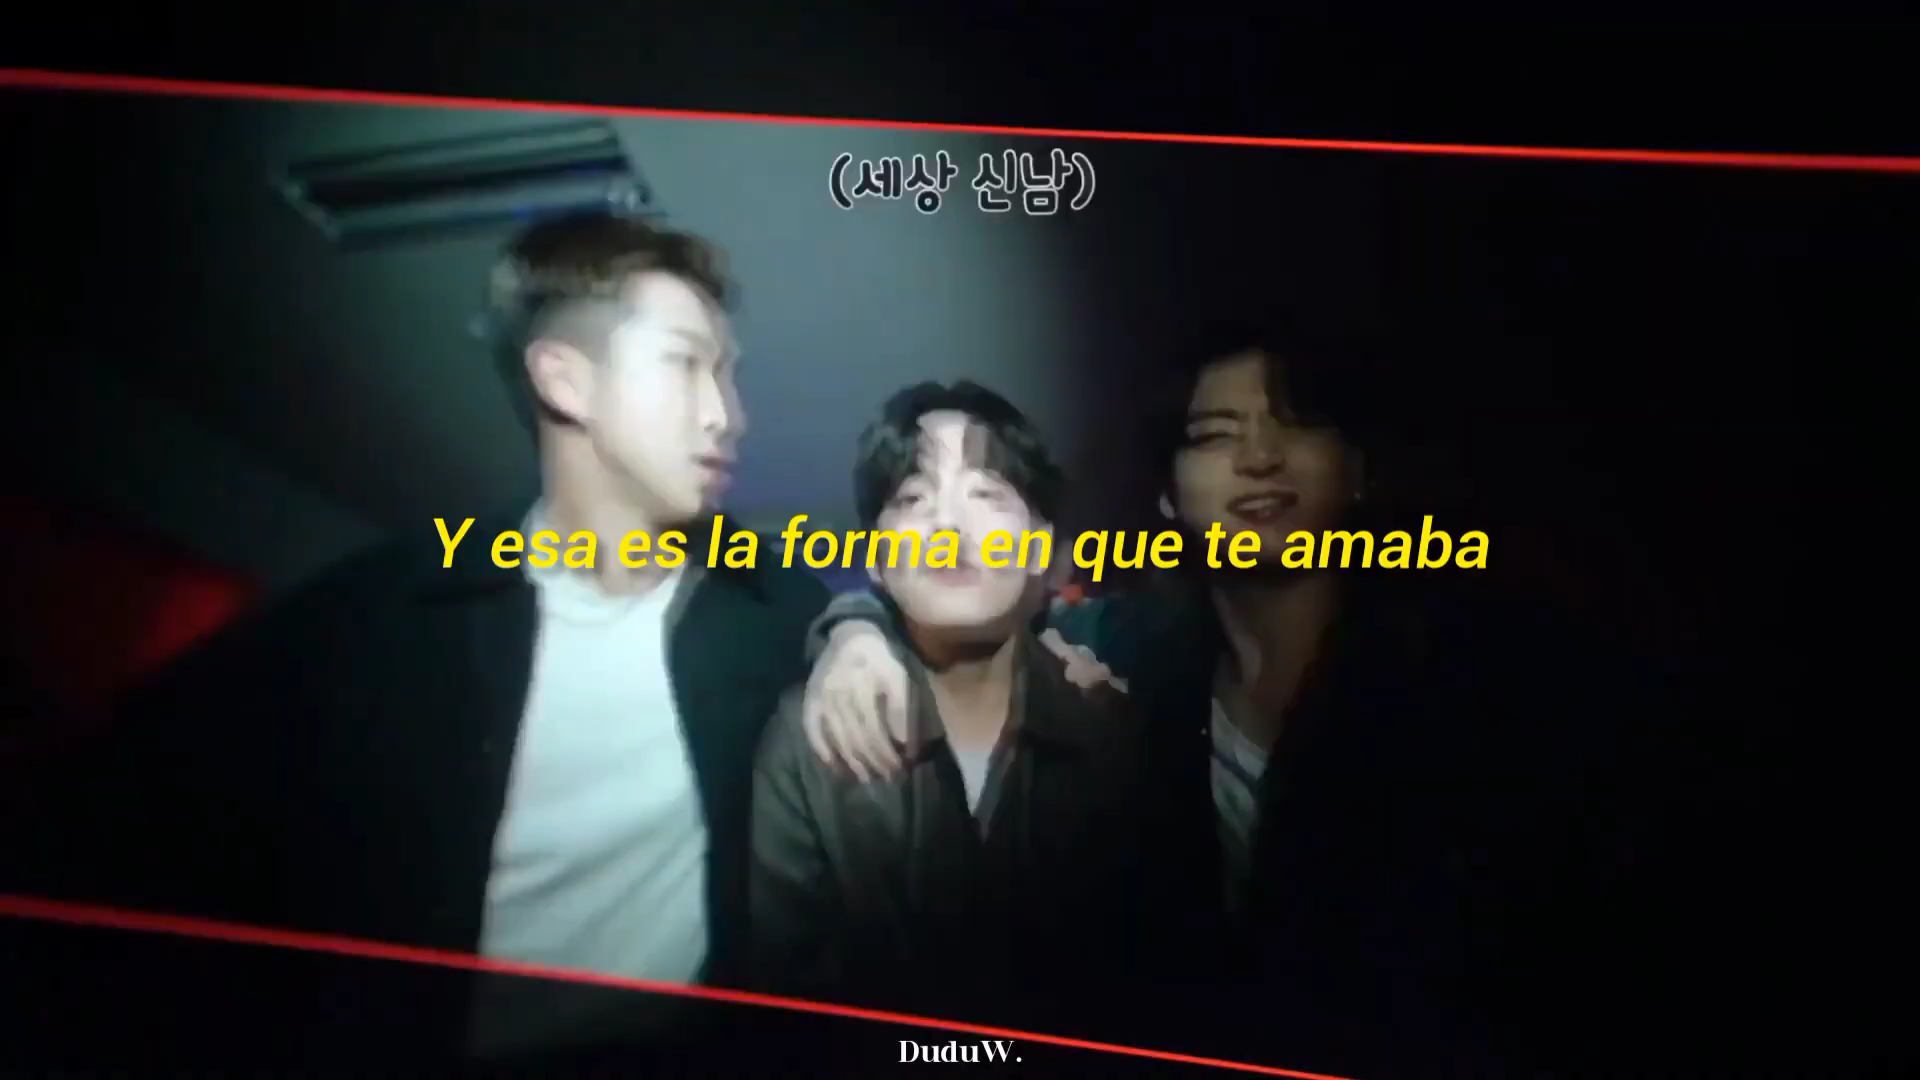 (세상 신남)
Y esa es la forma en que te amaba
DuduW.